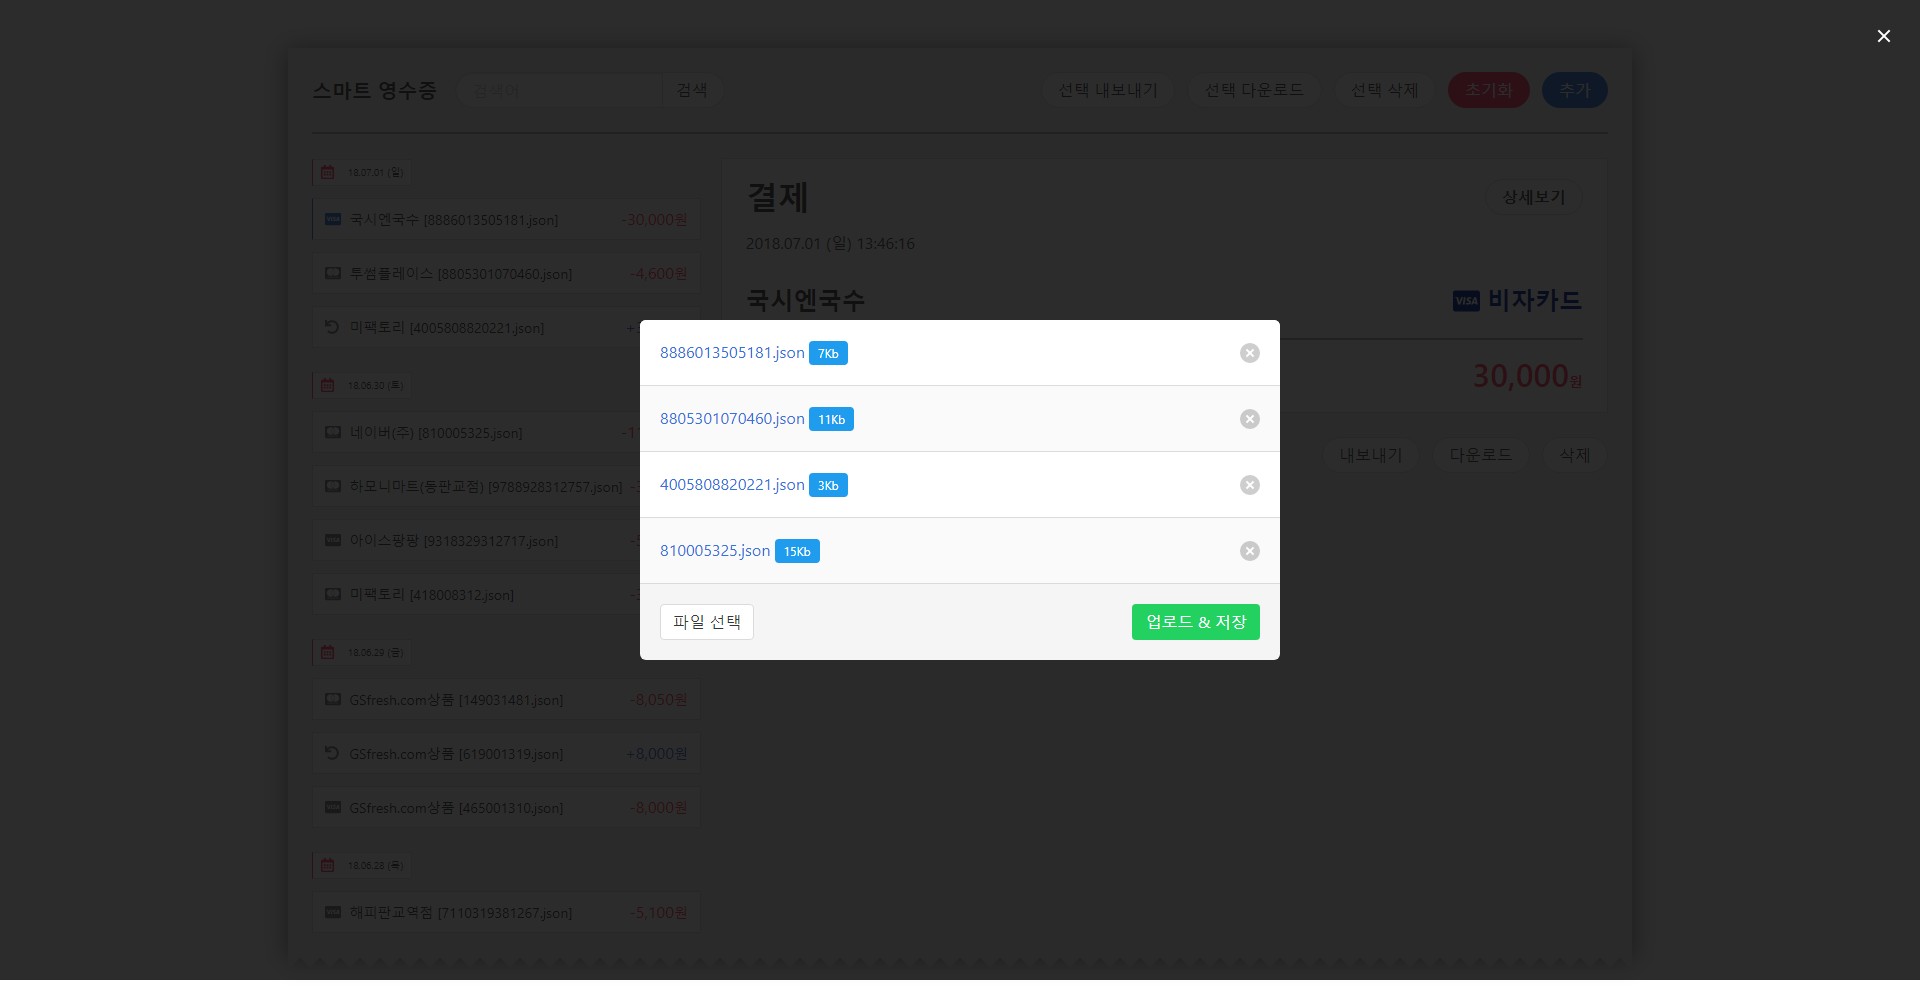 스마트 영수증 검색어 검색 선택 내보내기 선택 다운로드 선택 삭제 초기화 추가
18.07.01 (일)
국시엔국수 [8886013505181.json] -30,000원
투썸플레이스 [8805301070460.json] -4,600원
미팩토리 [4005808820221.json]
18.06.30 (토)
네이버(주) [810005325.json]
하모니마트(동판교점) [9788928312757.json]
아이스팡팡 [9318329312717.json]
미팩토리 [418008312.json]
18.06.29 (금)
GSfresh.com상품 [149031481.json] -8,050원
GSfresh.com상품 [619001319.json] +8,000원
GSfresh.com상품 [465001310.json] -8,000원
18.06.28 (목)
해피판교역점 [7110319381267.json] -5,100원
결제 상세보기
2018.07.01 (일) 13:46:16
국시엔국수 VISA 비자카드
30,000원
내보내기 다운로드 삭제
8886013505181.json 7Kb
8805301070460.json 11Kb
4005808820221.json 3Kb
810005325.json 15Kb
파일 선택 업로드 & 저장